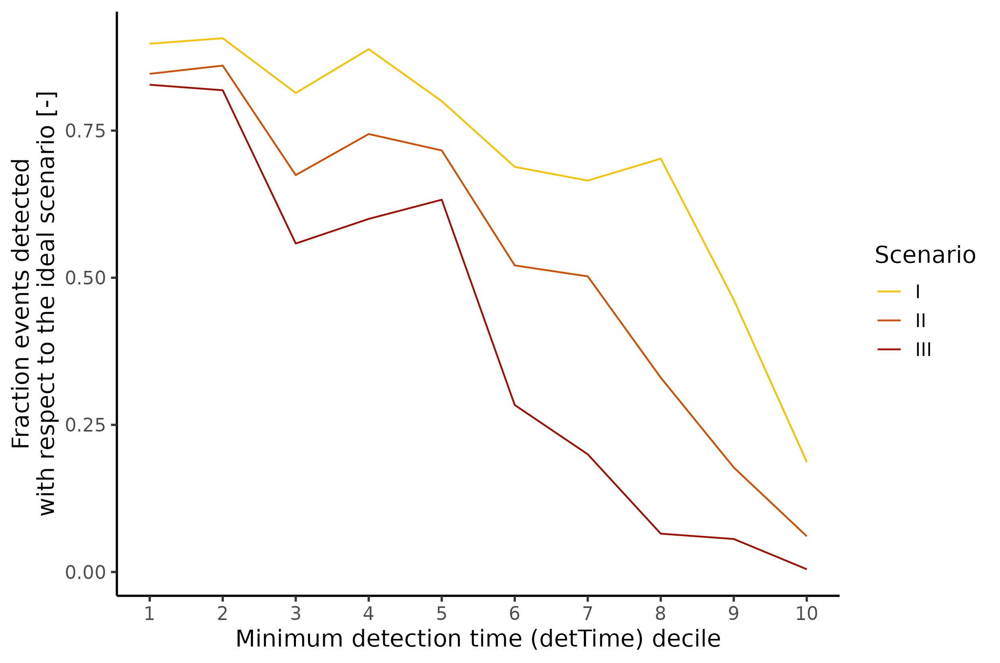 Fraction events detected
with respect to the ideal scenario [-]
0.75
0.50
0.25
0.00
1 2 3 4 5 6 7 8 9 10
Minimum detection time (detTime) decile
Scenario
I
II
III